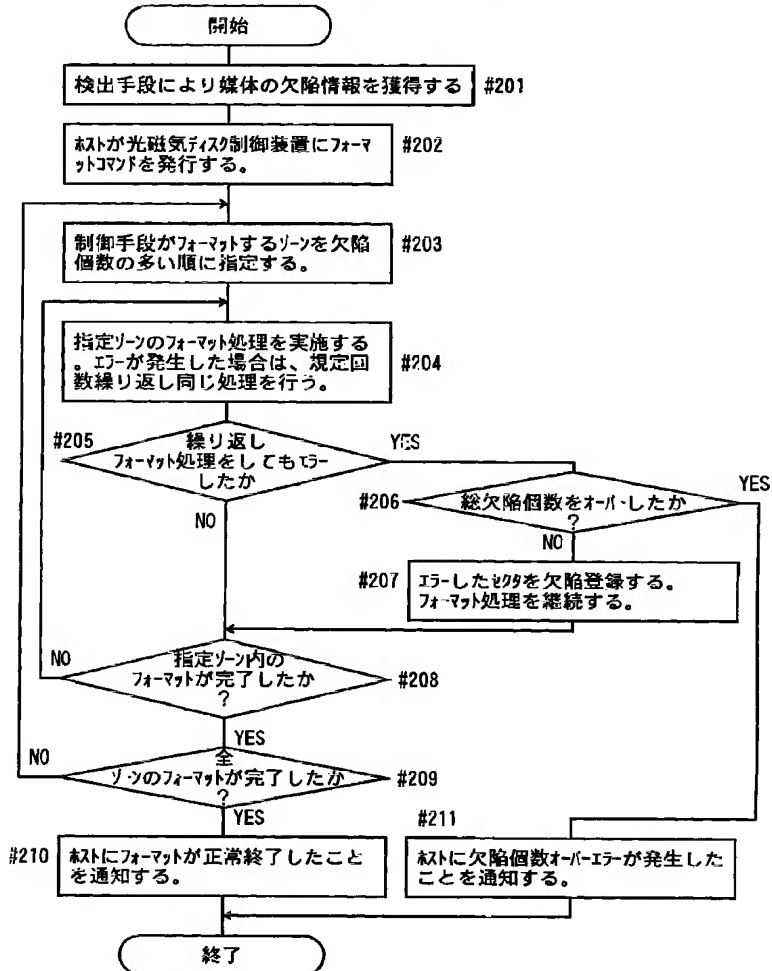 開始
検出手段により媒体の欠陥情報を獲得する
#201
ホストが光磁気ディスク制御装置にフォーマ
ットコマンドを発行する。
#202
制御手段がフォーマットするゾーンを欠陥
個数の多い順に指定する。
#203
指定ゾーンのフォーマット処理を実施する
。エラーが発生した場合は、規定回
数繰り返し同じ処理を行う。
#204
#205
繰り返し
フォーマット処理をしてもエラー
したか
YES
NO
#206
総欠陥個数をオーバーしたか
?
YES
NO
#207
エラーしたセクタを欠陥登録する。
フォーマット処理を継続する。
指定ゾーン内の
フォーマットが完了したか
?
#208
NO
YES
全
ゾーンのフォーマットが完了したか
?
#209
NO
YES
#210
ホストにフォーマットが正常終了したこと
を通知する。
#211
ホストに欠陥個数オーバーエラーが発生した
ことを通知する。
終了